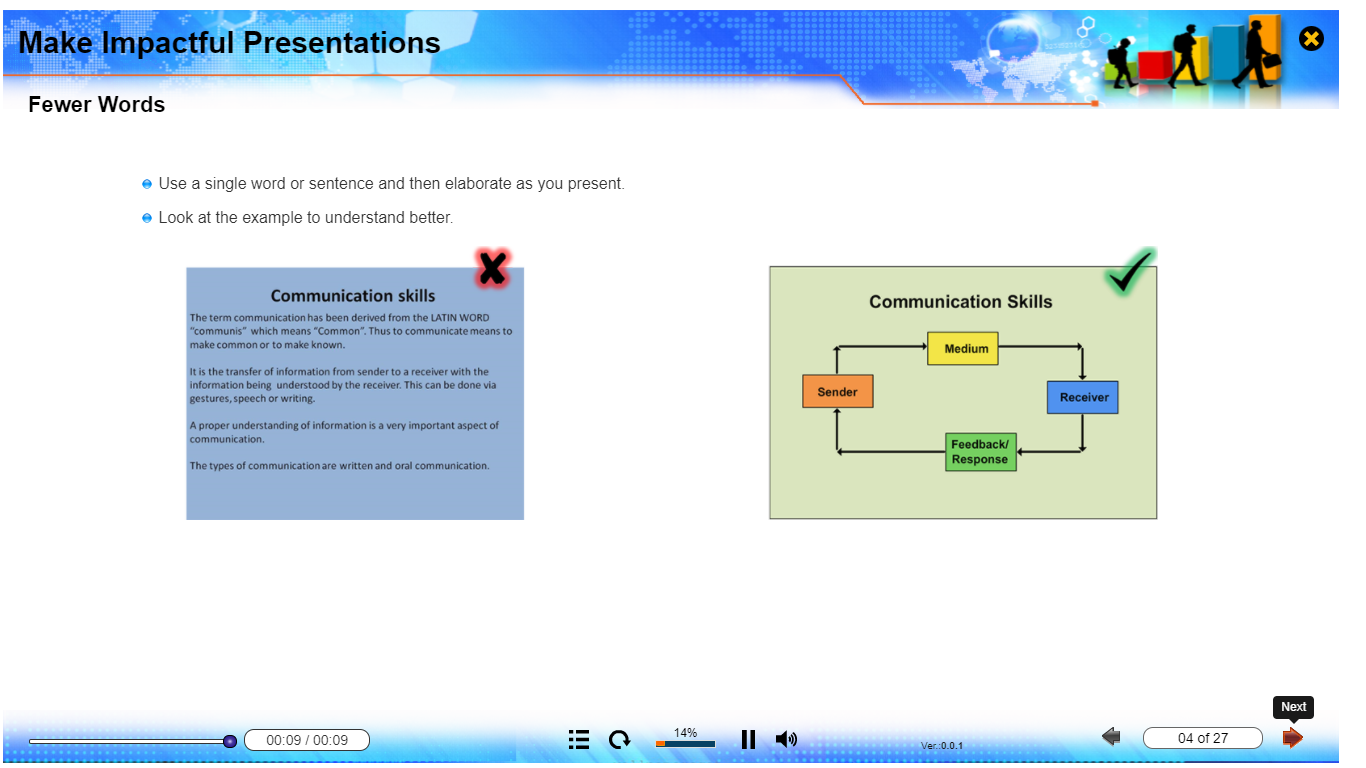 Make Impactful Presentations
Fewer Words
Use a single word or sentence and then elaborate as you present.
Look at the example to understand better.
Communication skills
The term communication has been derived from the LATIN WORD
"communis"  which means "Common". Thus to communicate means to
make common or to make known.
It is the transfer of information from sender to a receiver with the
information being  understood by the receiver. This can be done via
gestures, speech or writing.
A proper understanding of information is a very important aspect of
communication.
The types of communication are written and oral communication.
Communication Skills
Medium
Sender
Receiver
Feedback/
Response
Next
00:09 / 00:09
14%
Ver.:0.0.1
04 of 27